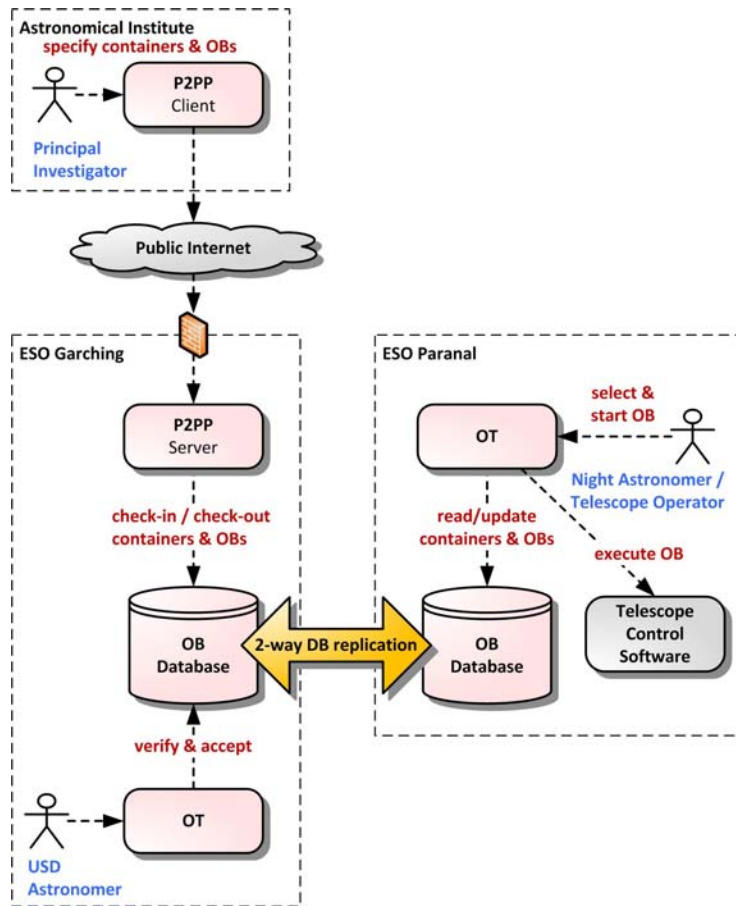 Astronomical Institute
specify containers & OBs
P2PP
Client
Principal
Investigator
Public Internet
ESO Garching
P2PP
Server
check-in / check-out
containers & OBs
OB
Database
verify & accept
OT
USD
Astronomer
2-way DB replication
ESO Paranal
select &
start OB
OT
Night Astronomer /
Telescope Operator
read/update
containers & OBs
execute OB
OB
Database
Telescope
Control
Software